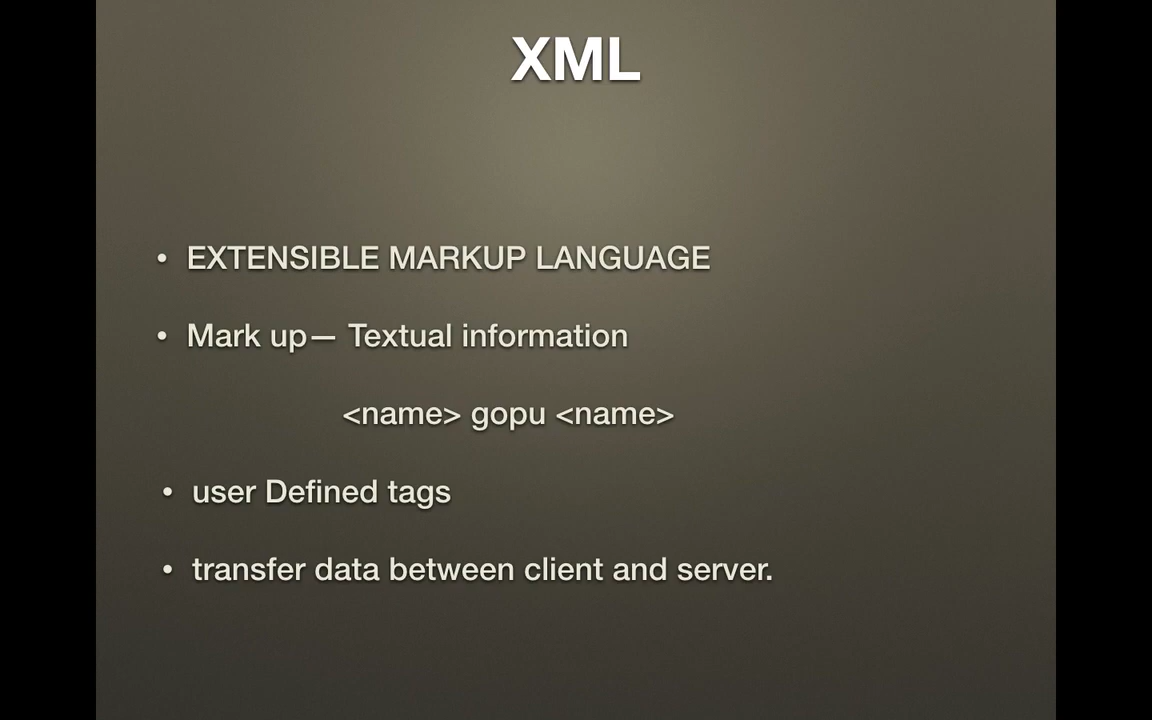 XML
• EXTENSIBLE MARKUP LANGUAGE
• Mark up— Textual information
<name> gopu <name>
• user Defined tags
• transfer data between client and server.